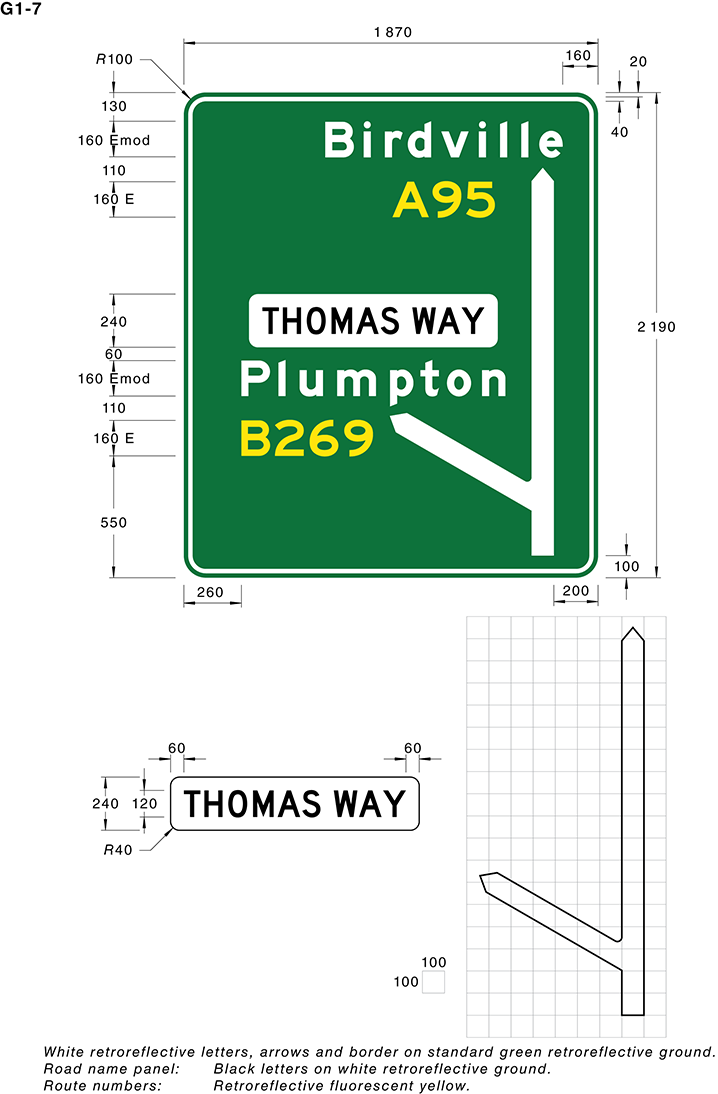 G1-7
1 870
R100
160
20
130
40
160 Emod
Birdville
110
160 E
A95
240
THOMAS WAY
2 190
60
160 Emod
Plumpton
110
160 E
B269
550
100
260
200
60
60
240
120
THOMAS WAY
R40
100
100
White retroreflective letters, arrows and border on standard green retroreflective ground.
Road name panel: Black letters on white retroreflective ground.
Route numbers: Retroreflective fluorescent yellow.